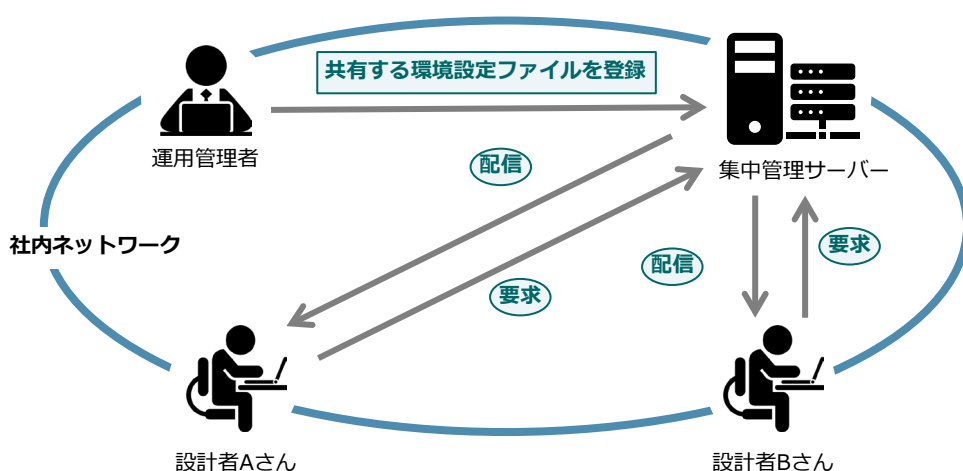 共有する環境設定ファイルを登録
運用管理者
配信
集中管理サーバー
社内ネットワーク
配信
要求
要求
設計者Aさん
設計者Bさん